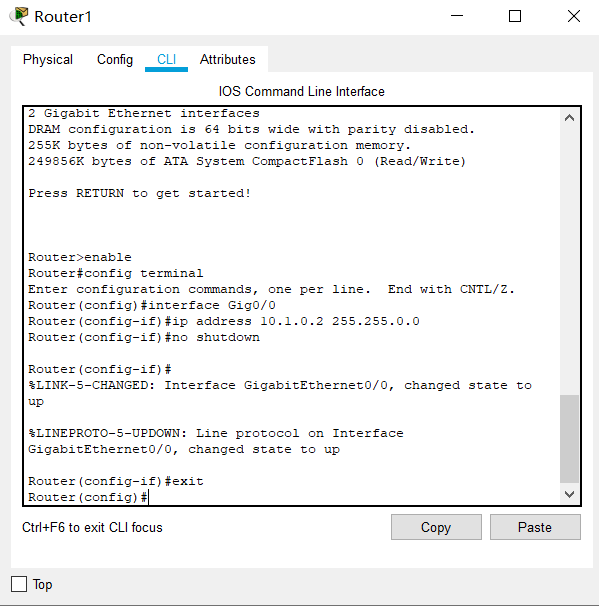 Router1
Physical Config CLI Attributes
IOS Command Line Interface
2 Gigabit Ethernet interfaces
DRAM configuration is 64 bits wide with parity disabled.
255K bytes of non-volatile configuration memory.
249856K bytes of ATA System CompactFlash 0 (Read/Write)
Press RETURN to get started!
Router>enable
Router#config terminal
Enter configuration commands, one per line.  End with CNTL/Z.
Router(config)#interface Gig0/0
Router(config-if)#ip address 10.1.0.2 255.255.0.0
Router(config-if)#no shutdown
Router(config-if)#
%LINK-5-CHANGED: Interface GigabitEthernet0/0, changed state to
up
%LINEPROTO-5-UPDOWN: Line protocol on Interface
GigabitEthernet0/0, changed state to up
Router(config-if)#exit
Router(config)#
Ctrl+F6 to exit CLI focus Copy Paste
Top